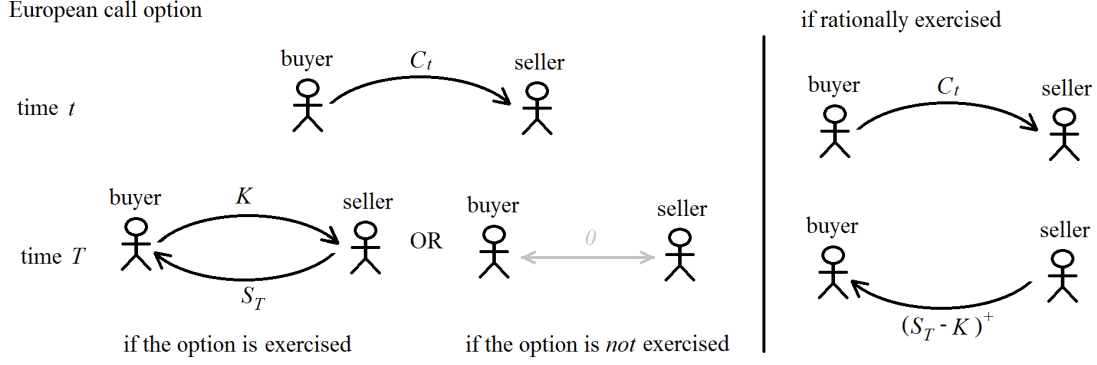 European call option
if rationally exercised
buyer
C_t
seller
time t
buyer
C_t
seller
buyer
K
seller
OR
buyer
0
seller
time T
S_T
buyer
seller
(S_T - K)^+
if the option is exercised
if the option is not exercised